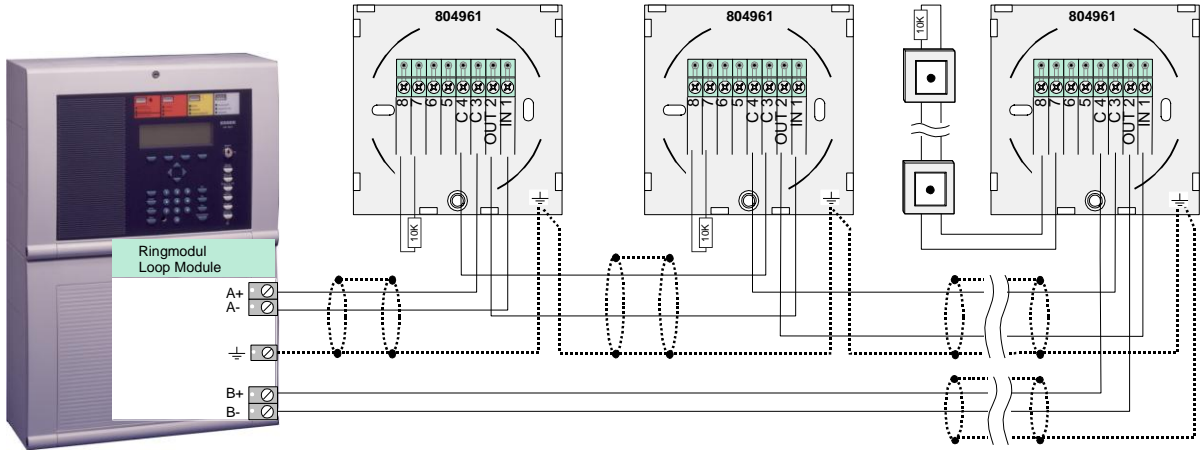 804961
8 7 6 5 C 4 C 3 OUT 2 IN 1
10K
804961
8 7 6 5 C 4 C 3 OUT 2 IN 1
10K
10K
804961
8 7 6 5 C 4 C 3 OUT 2 IN 1
Ringmodul
Loop Module
A+
A-
B+
B-